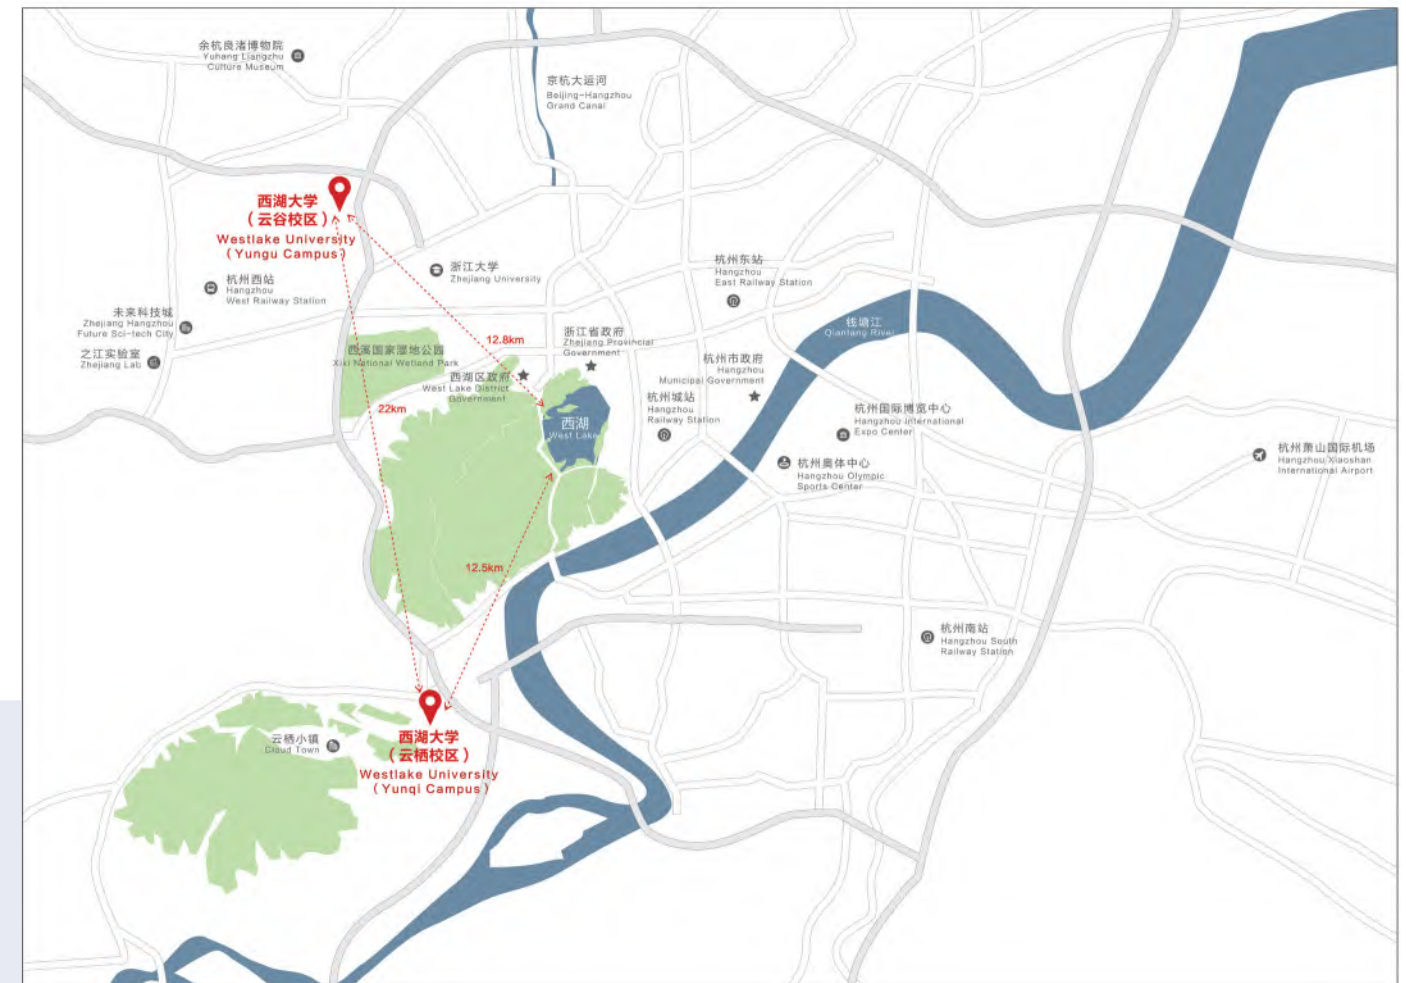 余杭良渚博物院
Yuhang Liangzhu
Culture Museum
京杭大运河
Beijing-Hangzhou
Grand Canal
西湖大学
（云谷校区）
Westlake University
（Yungu Campus）
浙江大学
Zhejiang University
杭州西站
Hangzhou
West Railway Station
杭州东站
Hangzhou
East Railway Station
未来科技城
Zhejiang Hangzhou
Future Sci-tech City
之江实验室
Zhejiang Lab
钱塘江
Qiantang River
12.8km
浙江省政府
Zhejiang Provincial
Government
西溪国家湿地公园
Xixi National Wetland Park
西湖区政府
West Lake District
Government
杭州市政府
Hangzhou
Municipal Government
杭州城站
Hangzhou
Railway Station
22km
西湖
West Lake
杭州国际博览中心
Hangzhou International
Expo Center
杭州奥体中心
Hangzhou Olympic
Sports Center
杭州萧山国际机场
Hangzhou Xiaoshan
International Airport
12.5km
杭州南站
Hangzhou South
Railway Station
云栖小镇
Cloud Town
西湖大学
（云栖校区）
Westlake University
（Yunqi Campus）